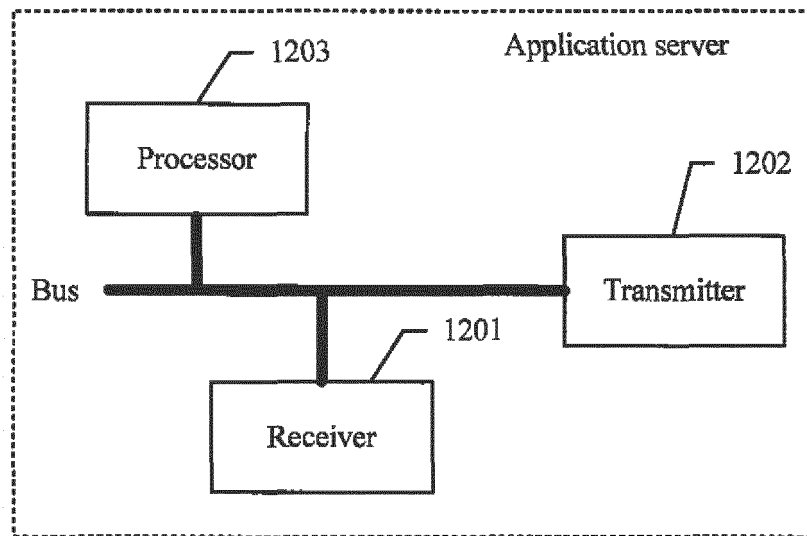 Application server
1203
Processor
1202
Bus
Transmitter
1201
Receiver